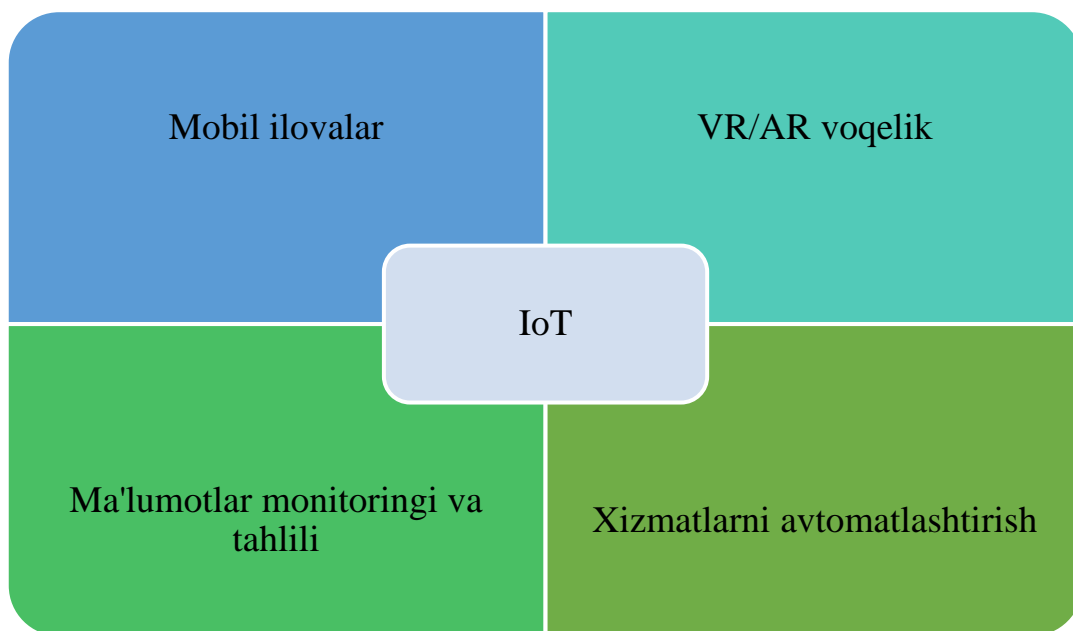 Mobil ilovalar
VR/AR voqelik
IoT
Ma'lumotlar monitoringi va
tahlili
Xizmatlarni avtomatlashtirish